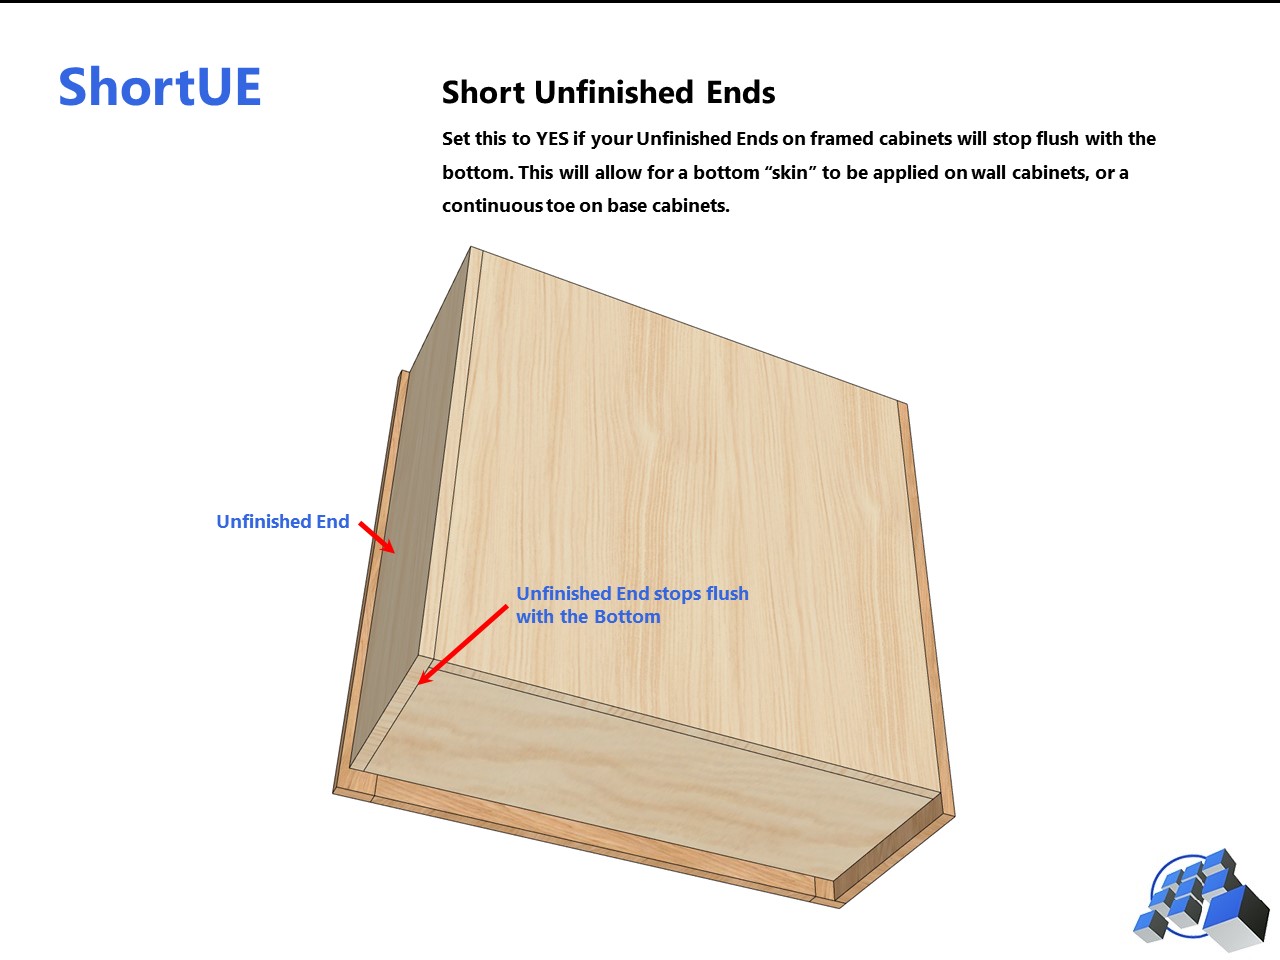 ShortUE
Short Unfinished Ends
Set this to YES if your Unfinished Ends on framed cabinets will stop flush with the
bottom. This will allow for a bottom “skin” to be applied on wall cabinets, or a
continuous toe on base cabinets.
Unfinished End
Unfinished End stops flush
with the Bottom